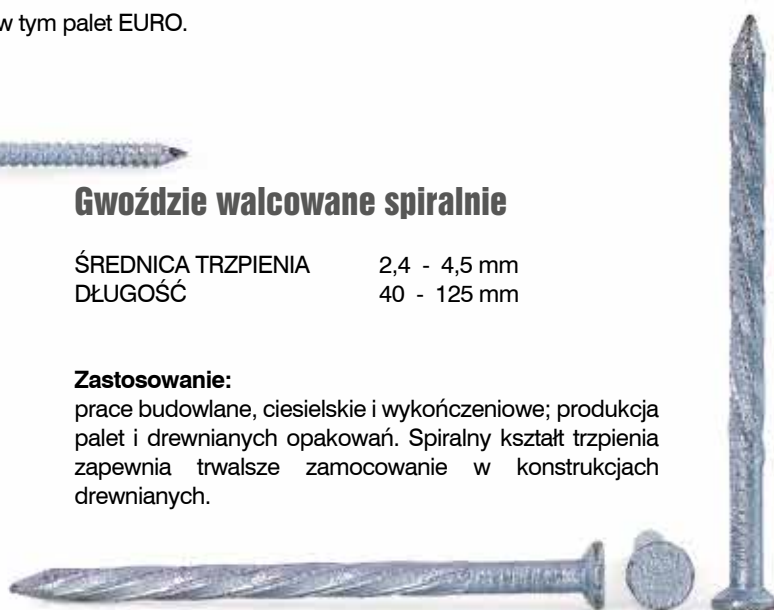 w tym palet EURO.
Gwoździe walcowane spiralnie
ŚREDNICA TRZPIENIA 2,4 - 4,5 mm
DŁUGOŚĆ 40 - 125 mm
Zastosowanie:
prace budowlane, ciesielskie i wykończeniowe; produkcja
palet i drewnianych opakowań. Spiralny kształt trzpienia
zapewnia trwalsze zamocowanie w konstrukcjach
drewnianych.